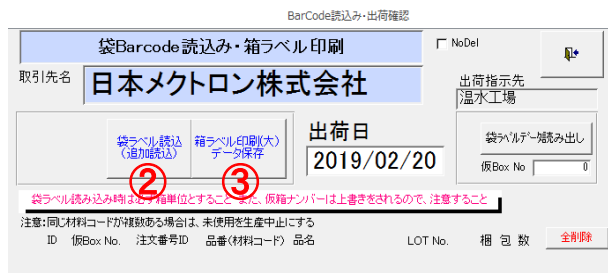 BarCode読込み・出荷確認
袋Barcode読込み・箱ラベル印刷
NoDel
取引先名
日本メクトロン株式会社
出荷指示先
温水工場
袋ラベル読込
(追加読込)
箱ラベル印刷(大)
データ保存
出荷日
2019/02/20
袋ラベルデータ読み出し
仮Box No
0
②
③
袋ラベル読み込み時は必ず箱単位とすること また、仮箱ナンバーは上書きをされるので、注意すること
注意:同じ材料コードが複数ある場合は、未使用を生産中止にする
ID 仮Box No. 注文番号ID 品番(材料コード) 品名 LOT No. 梱 包 数
全削除